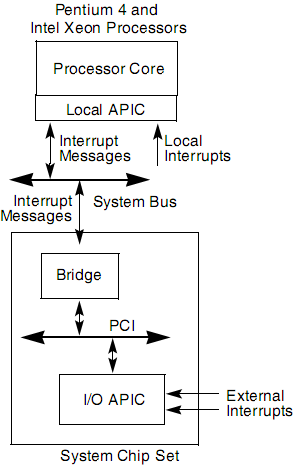 Pentium 4 and
Intel Xeon Processors
Processor Core
Local APIC
Interrupt
Messages
Local
Interrupts
Interrupt
Messages
System Bus
Bridge
PCI
I/O APIC
External
Interrupts
System Chip Set